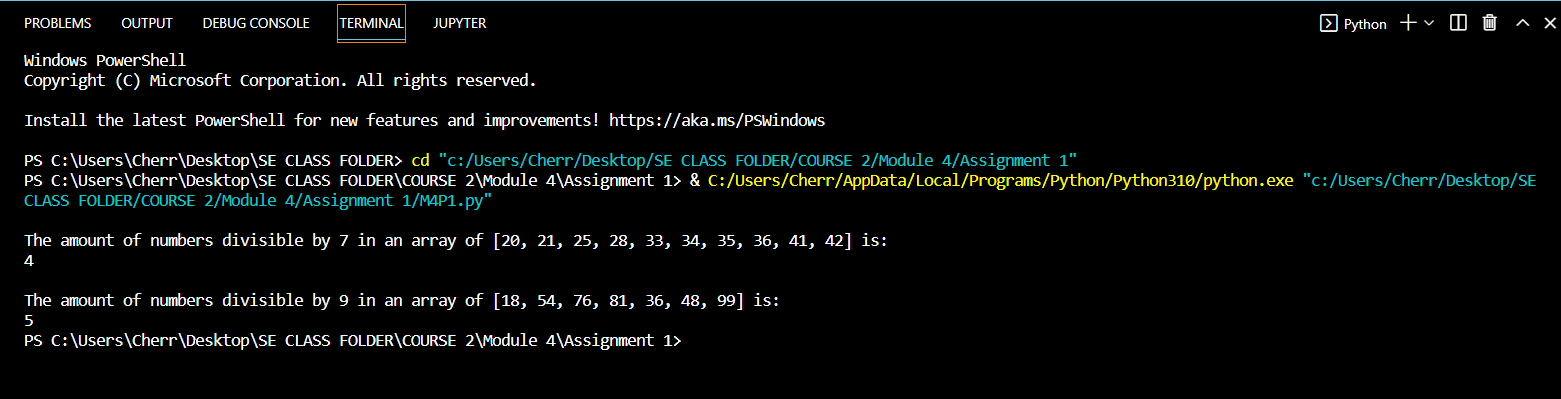 PROBLEMS OUTPUT DEBUG CONSOLE TERMINAL JUPYTER Python
Windows PowerShell
Copyright (C) Microsoft Corporation. All rights reserved.
Install the latest PowerShell for new features and improvements! https://aka.ms/PSWindows
PS C:\Users\Cherr\Desktop\SE CLASS FOLDER> cd "c:/Users/Cherr/Desktop/SE CLASS FOLDER/COURSE 2/Module 4/Assignment 1"
PS C:\Users\Cherr\Desktop\SE CLASS FOLDER\COURSE 2\Module 4\Assignment 1> & C:/Users/Cherr/AppData/Local/Programs/Python/Python310/python.exe "c:/Users/Cherr/Desktop/SE
CLASS FOLDER/COURSE 2/Module 4/Assignment 1/M4P1.py"
The amount of numbers divisible by 7 in an array of [20, 21, 25, 28, 33, 34, 35, 36, 41, 42] is:
4
The amount of numbers divisible by 9 in an array of [18, 54, 76, 81, 36, 48, 99] is:
5
PS C:\Users\Cherr\Desktop\SE CLASS FOLDER\COURSE 2\Module 4\Assignment 1>